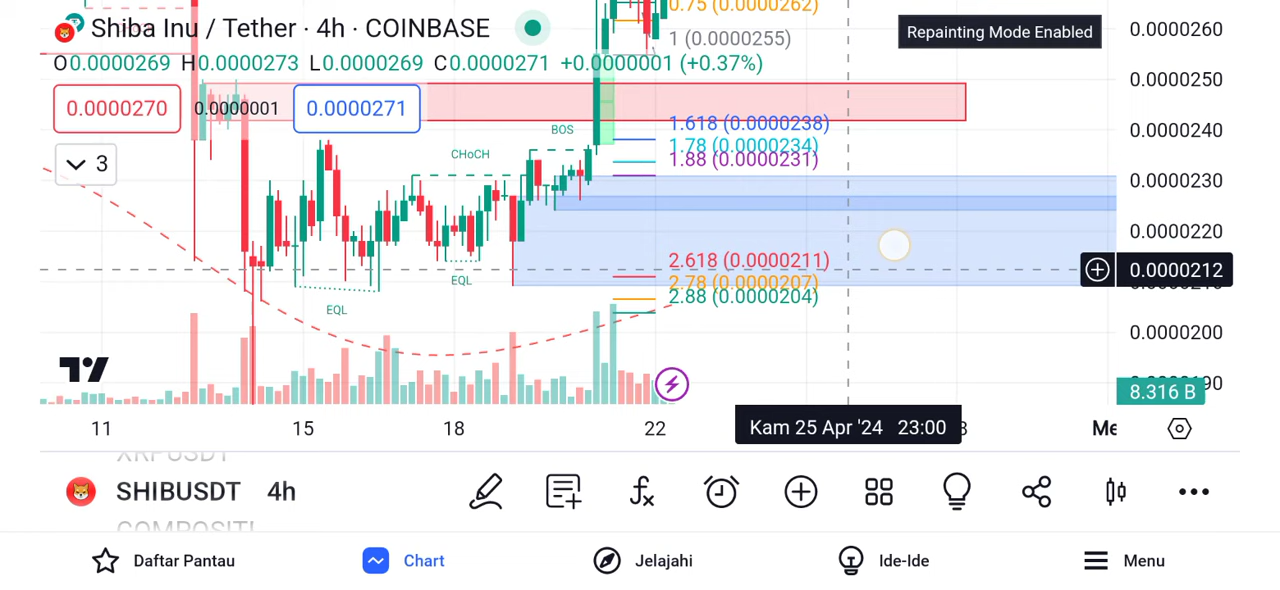 0.75 (0.0000262)
Shiba Inu / Tether · 4h · COINBASE
Repainting Mode Enabled
0.0000260
1 (0.0000255)
O0.0000269 H0.0000273 L0.0000269 C0.0000271 +0.0000001 (+0.37%)
0.0000250
0.0000270
0.0000001
0.0000271
1.618 (0.0000238)
0.0000240
BOS
1.78 (0.0000234)
CHoCH
1.88 (0.0000231)
3
0.0000230
0.0000220
2.618 (0.0000211)
0.0000212
EQL
2.78 (0.0000207)
2.88 (0.0000204)
EQL
0.0000200
8.316 B
11
15
18
22
Kam 25 Apr '24 23:00
XRPUSDT
SHIBUSDT 4h
Daftar Pantau
Chart
Jelajahi
Ide-Ide
Menu